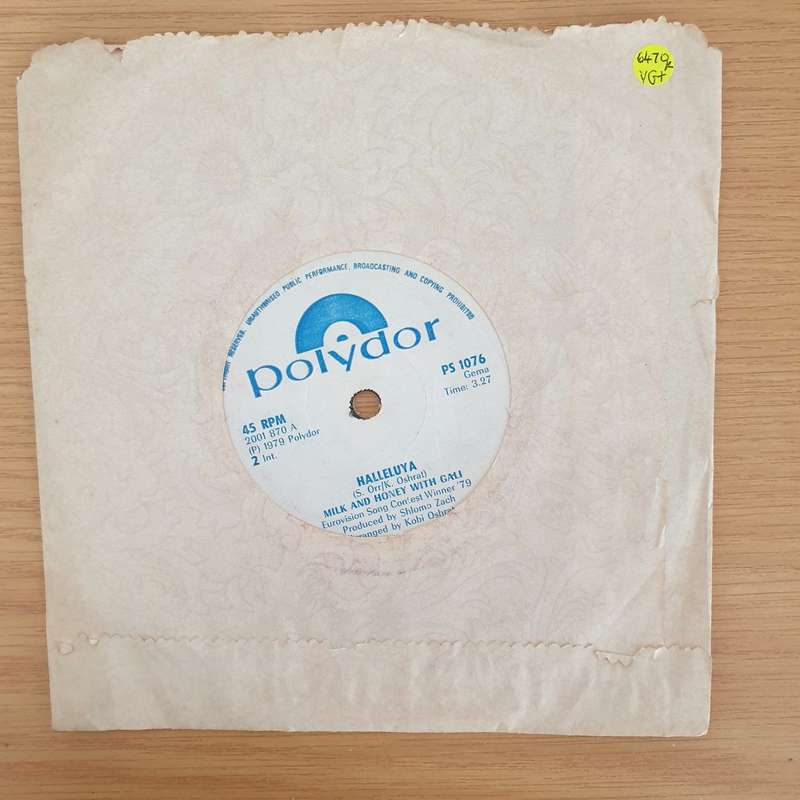 6470K
VG+
RESERVED. UNAUTHORISED PUBLIC PERFORMANCE, BROADCASTING AND COPYING PROHIBITED
polydor
PS 1076
Gema
Time: 3.27
45 RPM
2001 870 A
(P) 1979 Polydor
2 Int.
HALLELUYA
(S. Orr/K. Oshrat)
MILK AND HONEY WITH GALI
Eurovision Song Contest Winner '79
Produced by Shlomo Zach
Arranged by Kobi Oshrat